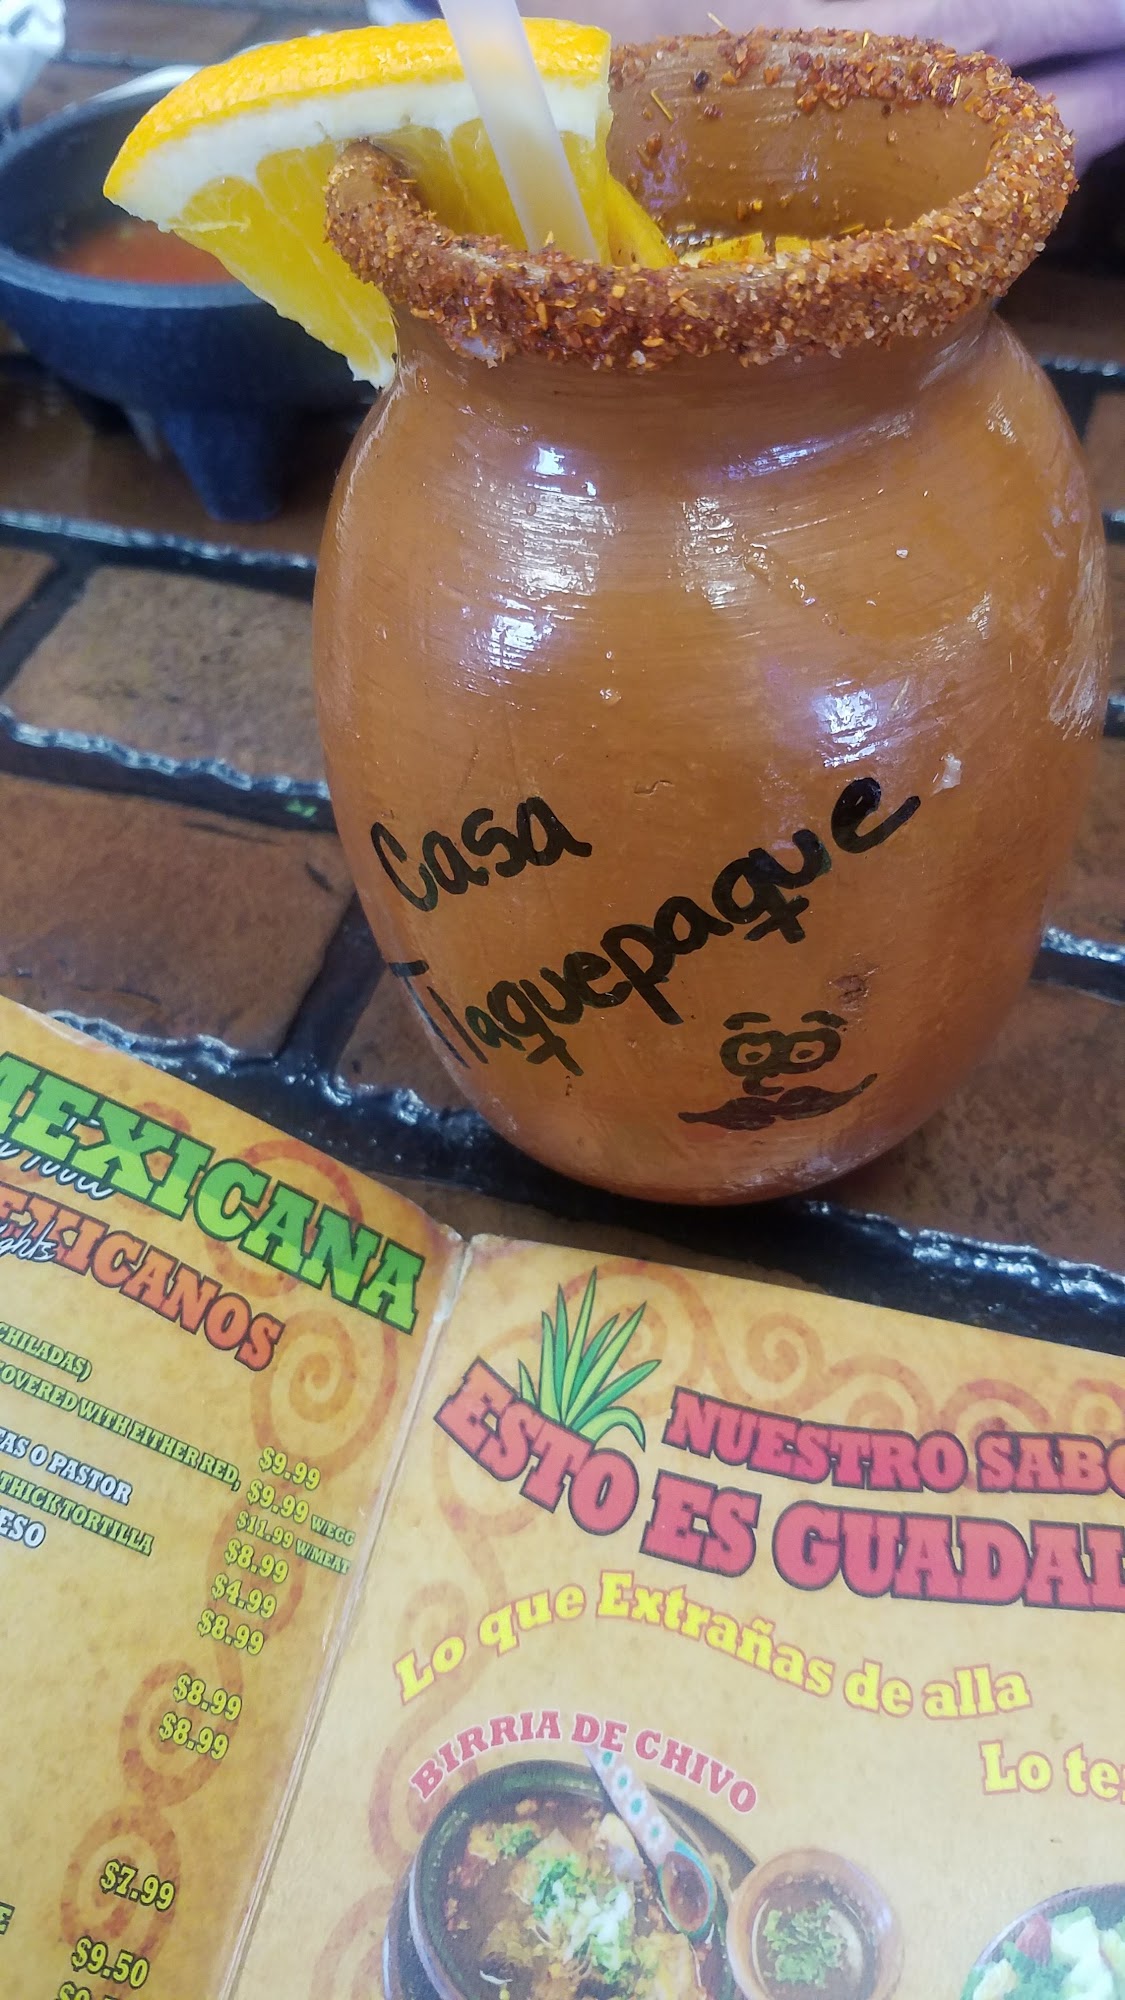 Casa
Tlaquepaque
MEXICANA
MEXICANOS
CHILADAS)
COVERED WITH EITHER RED,
TAS O PASTOR
THICK TORTILLA
ESO
$9.99
$9.99 W/EGG
$11.99 W/MEAT
$8.99
$4.99
$8.99
$8.99
$8.99
$7.99
$9.50
NUESTRO SABO
ESTO ES GUADAL
Lo que Extrañas de alla
Lo te
BIRRIA DE CHIVO